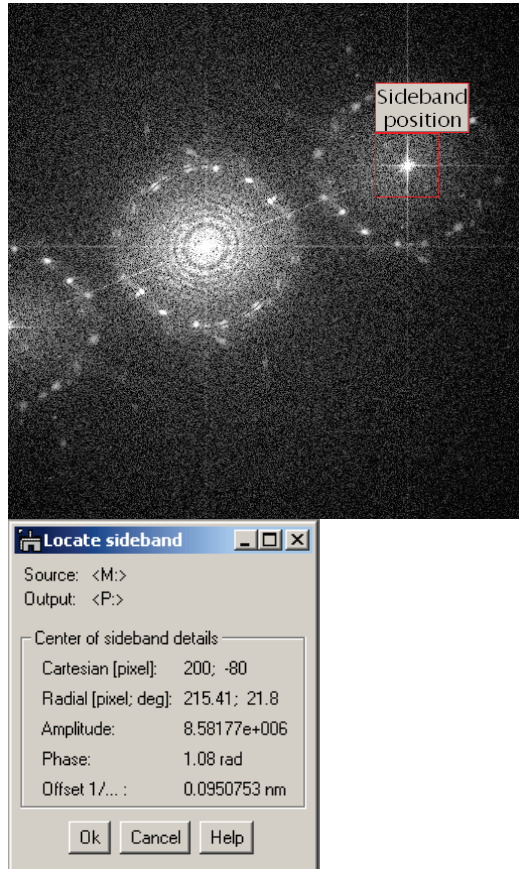 Sideband
position
Locate sideband
Source: <M:>
Output: <P:>
Center of sideband details
Cartesian [pixel]: 200; -80
Radial [pixel; deg]: 215.41; 21.8
Amplitude: 8.58177e+006
Phase: 1.08 rad
Offset 1/... : 0.0950753 nm
Ok Cancel Help